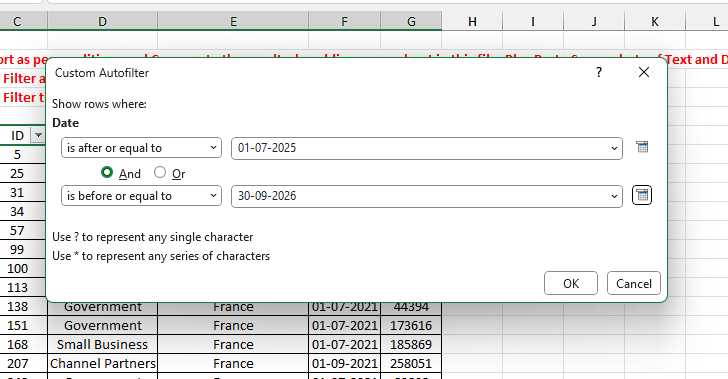 C D E F G H I J K L
Text and D
Filter a
Filter t
Custom Autofilter ? ×
Show rows where:
Date
is after or equal to 01-07-2025
And Or
is before or equal to 30-09-2026
Use ? to represent any single character
Use * to represent any series of characters
OK Cancel
ID
5
25
31
34
57
99
100
113
138 Government France 01-07-2021 44394
151 Government France 01-07-2021 173616
168 Small Business France 01-07-2021 185869
207 Channel Partners France 01-09-2021 258051